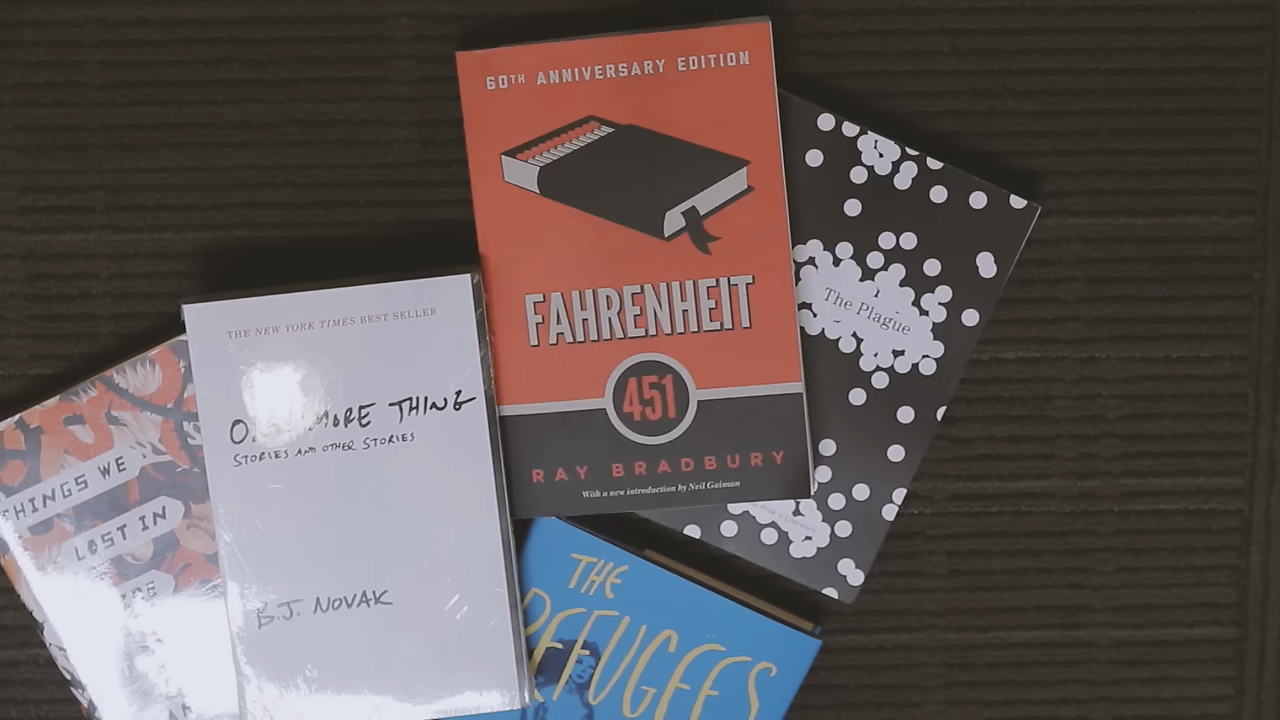 60TH ANNIVERSARY EDITION
FAHRENHEIT
451
RAY BRADBURY
With a new introduction by Neil Gaiman
The Plague
THE NEW YORK TIMES BEST SELLER
MORE THING
STORIES AND OTHER STORIES
B.J. NOVAK
THINGS WE
LOST IN
THE
REFUGEES